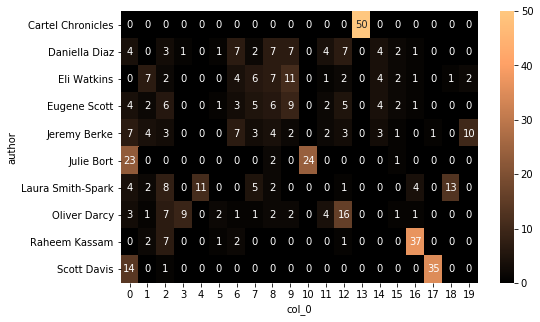 Cartel Chronicles 0 0 0 0 0 0 0 0 0 0 0 0 0 50 0 0 0 0 0 0
Daniella Diaz 4 0 3 1 0 1 7 2 7 7 0 4 7 0 4 2 1 0 0 0
Eli Watkins 0 7 2 0 0 0 4 6 7 11 0 1 2 0 4 2 1 0 1 2
Eugene Scott 4 2 6 0 0 1 3 5 6 9 0 2 5 0 4 2 1 0 0 0
Jeremy Berke 7 4 3 0 0 0 7 3 4 2 0 2 3 0 3 1 0 1 0 10
Julie Bort 23 0 0 0 0 0 0 0 2 0 24 0 0 0 0 1 0 0 0 0
Laura Smith-Spark 4 2 8 0 11 0 0 5 2 0 0 0 1 0 0 0 4 0 13 0
Oliver Darcy 3 1 7 9 0 2 1 1 2 2 0 4 16 0 0 1 1 0 0 0
Raheem Kassam 0 2 7 0 0 1 2 0 0 0 0 0 1 0 0 0 37 0 0 0
Scott Davis 14 0 1 0 0 0 0 0 0 0 0 0 0 0 0 0 0 35 0 0
0 1 2 3 4 5 6 7 8 9 10 11 12 13 14 15 16 17 18 19
col_0
author
50
40
30
20
10
0